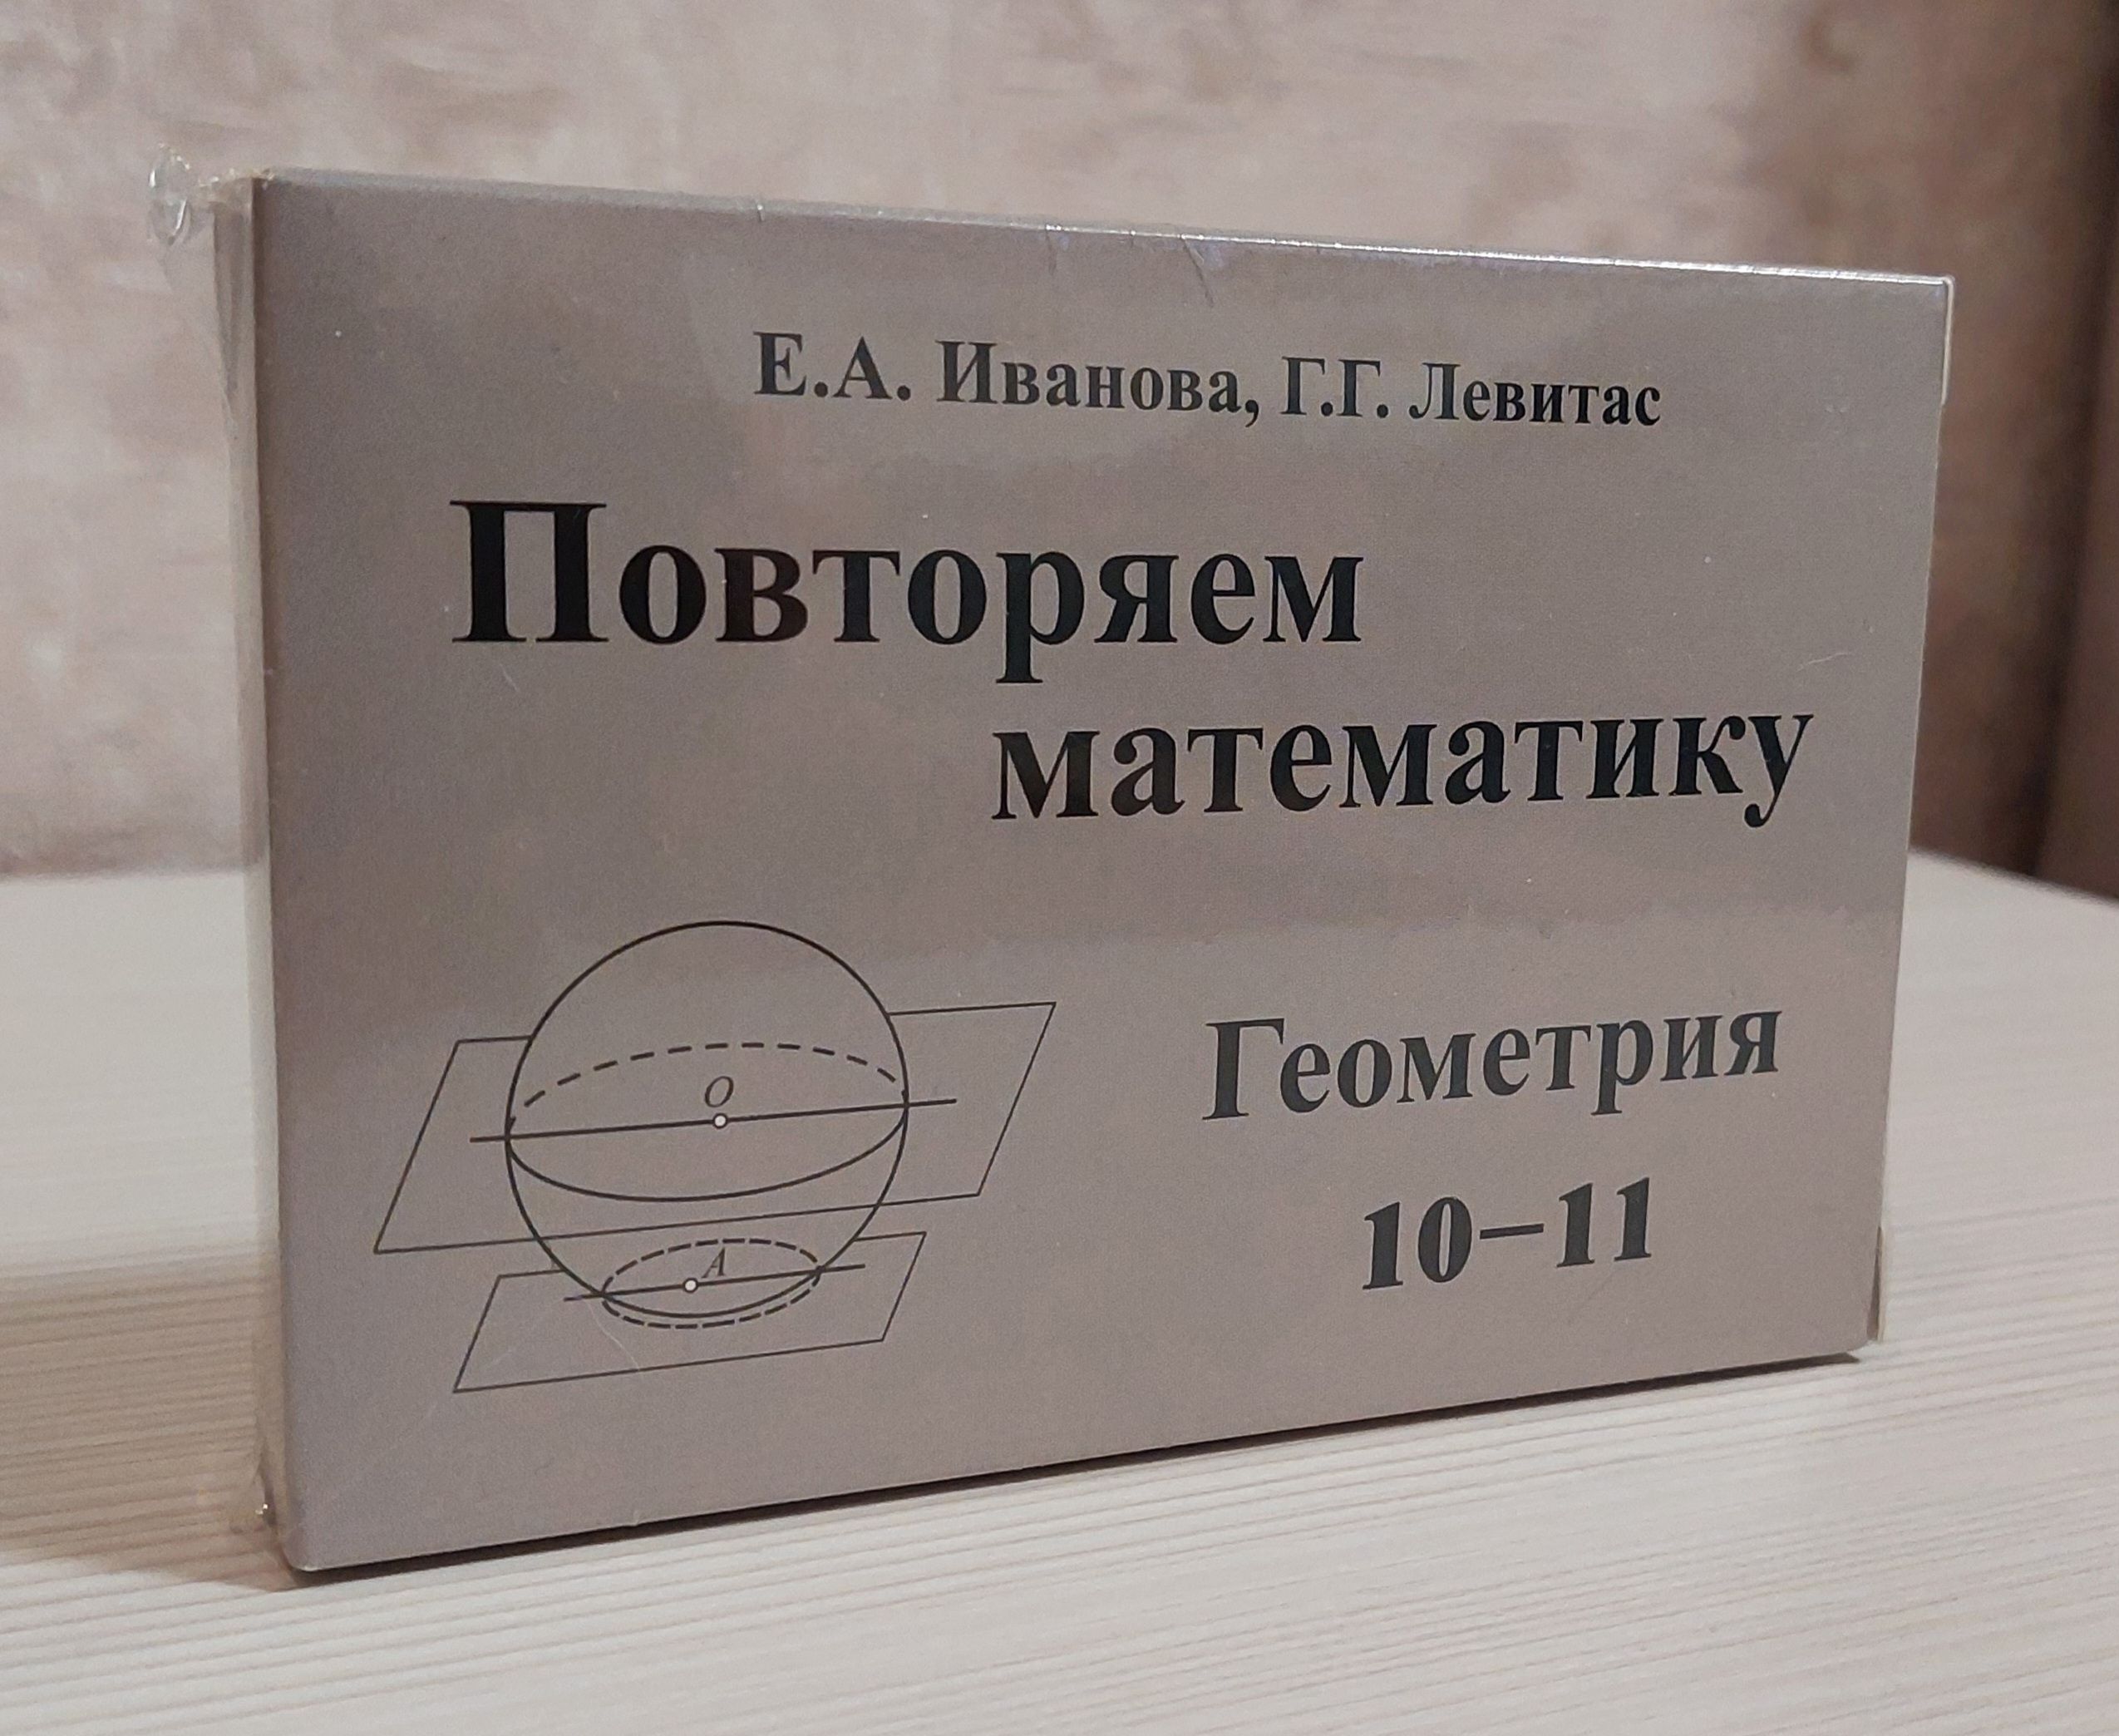 Е.А. Иванова, Г.Г. Левитас
Повторяем
математику
O
A
Геометрия
10–11